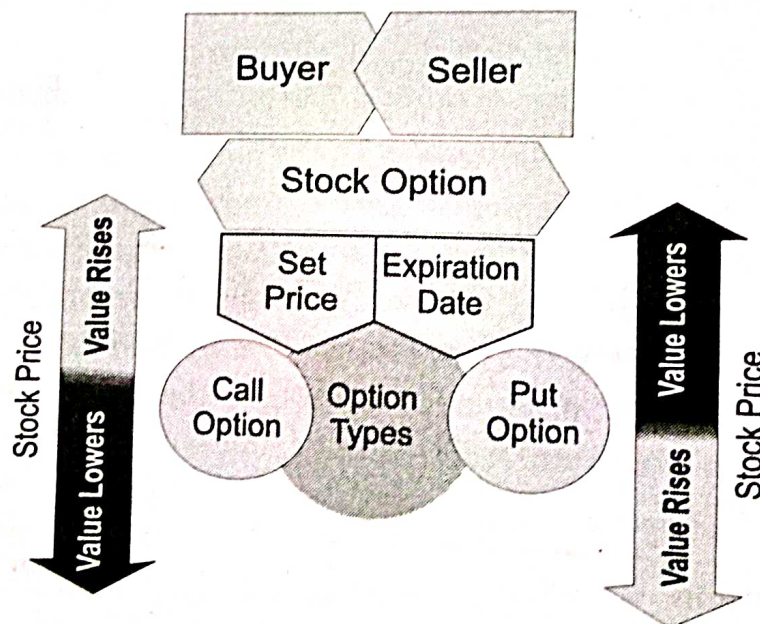 Buyer
Seller
Stock Option
Set
Price
Expiration
Date
Call
Option
Option
Types
Put
Option
Stock Price
Value Rises
Value Lowers
Value Lowers
Value Rises
Stock Price